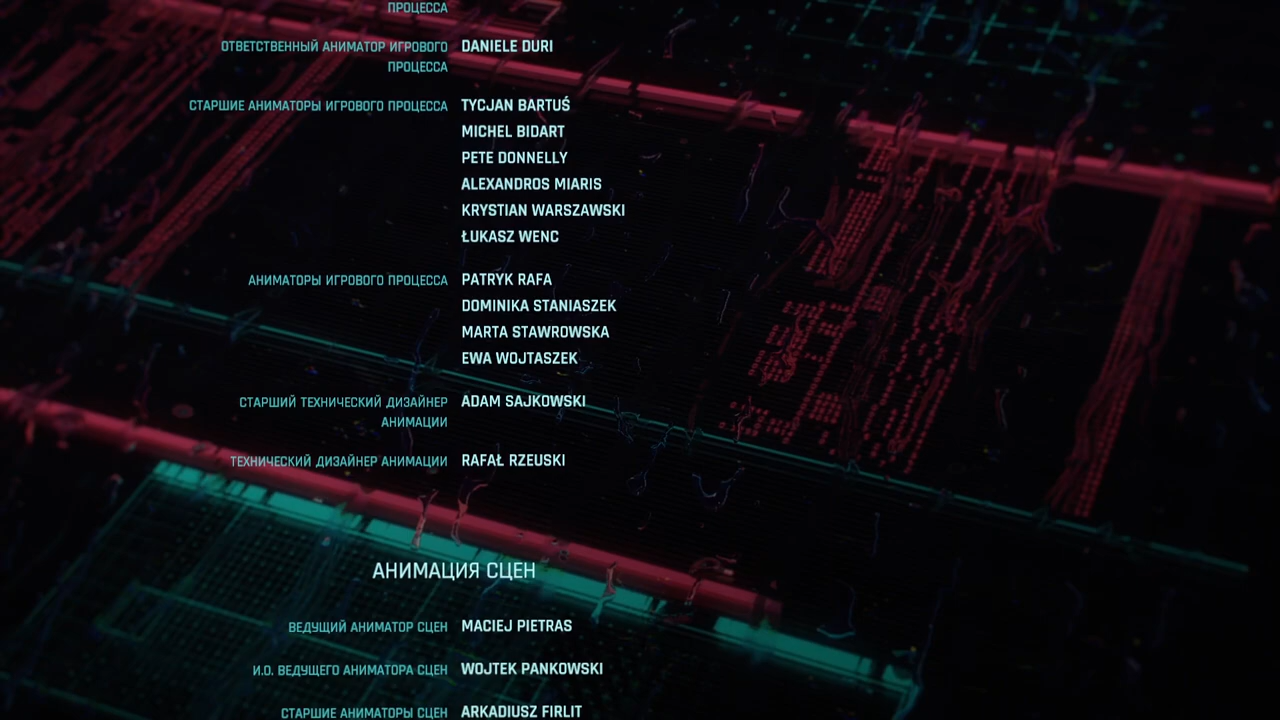 ПРОЦЕССА
ОТВЕТСТВЕННЫЙ АНИМАТОР ИГРОВОГО DANIELE DURI
ПРОЦЕССА
СТАРШИЕ АНИМАТОРЫ ИГРОВОГО ПРОЦЕССА TYCJAN BARTUŚ
MICHEL BIDART
PETE DONNELLY
ALEXANDROS MIARIS
KRYSTIAN WARSZAWSKI
ŁUKASZ WENC
АНИМАТОРЫ ИГРОВОГО ПРОЦЕССА PATRYK RAFA
DOMINIKA STANIASZEK
MARTA STAWROWSKA
EWA WOJTASZEK
СТАРШИЙ ТЕХНИЧЕСКИЙ ДИЗАЙНЕР ADAM SAJKOWSKI
АНИМАЦИИ
ТЕХНИЧЕСКИЙ ДИЗАЙНЕР АНИМАЦИИ RAFAŁ RZEUSKI
АНИМАЦИЯ СЦЕН
ВЕДУЩИЙ АНИМАТОР СЦЕН MACIEJ PIETRAS
И.О. ВЕДУЩЕГО АНИМАТОРА СЦЕН WOJTEK PANKOWSKI
СТАРШИЕ АНИМАТОРЫ СЦЕН ARKADIUSZ FIRLIT